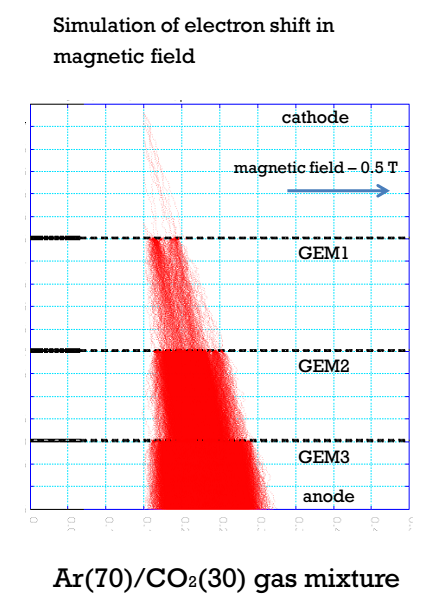 Simulation of electron shift in
magnetic field
cathode
magnetic field – 0.5 T
GEM1
GEM2
GEM3
anode
Ar(70)/CO₂(30) gas mixture